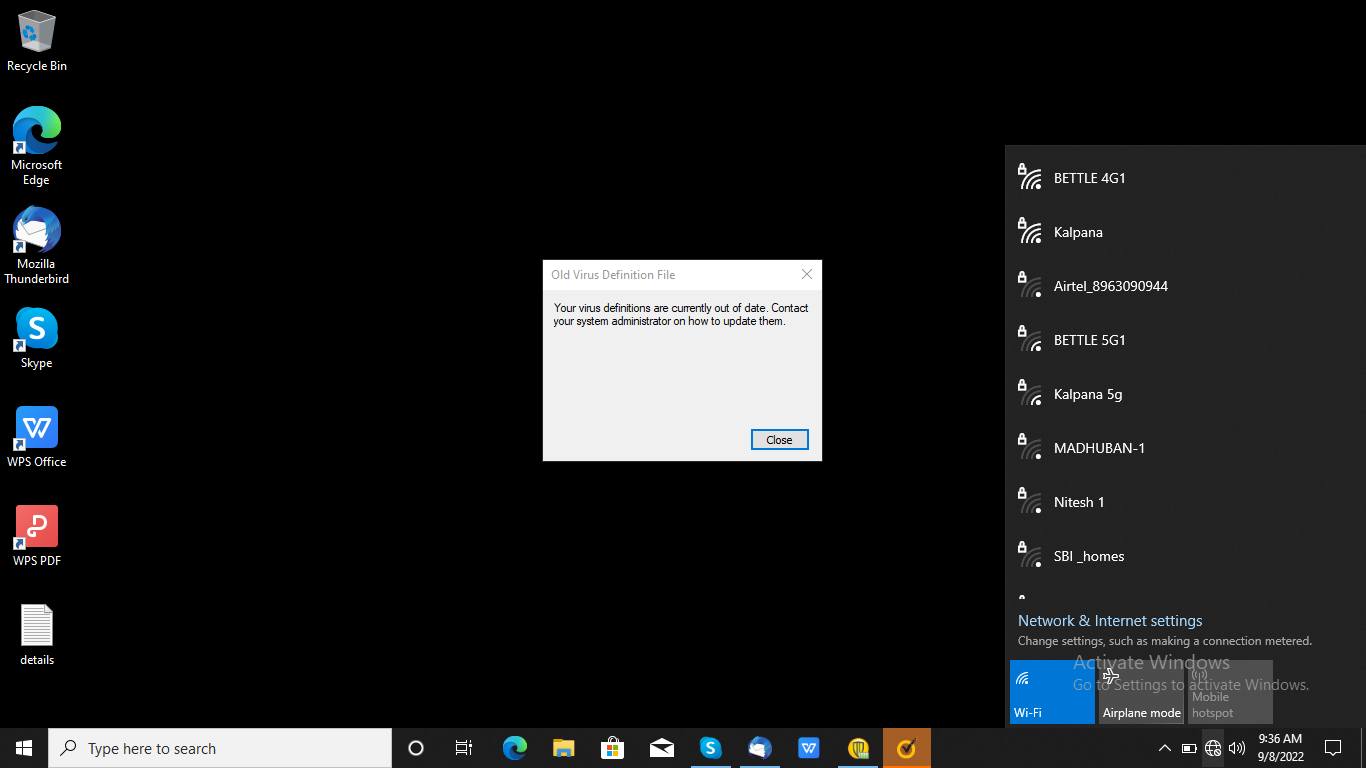 Recycle Bin
Microsoft
Edge
Mozilla
Thunderbird
Skype
WPS Office
WPS PDF
details
Old Virus Definition File
Your virus definitions are currently out of date. Contact
your system administrator on how to update them.
Close
BETTLE 4G1
Kalpana
Airtel_8963090944
BETTLE 5G1
Kalpana 5g
MADHUBAN-1
Nitesh 1
SBI _homes
Network & Internet settings
Change settings, such as making a connection metered.
Activate Windows
Go to Settings to activate Windows.
Wi-Fi
Airplane mode
Mobile
hotspot
Type here to search
9:36 AM
9/8/2022